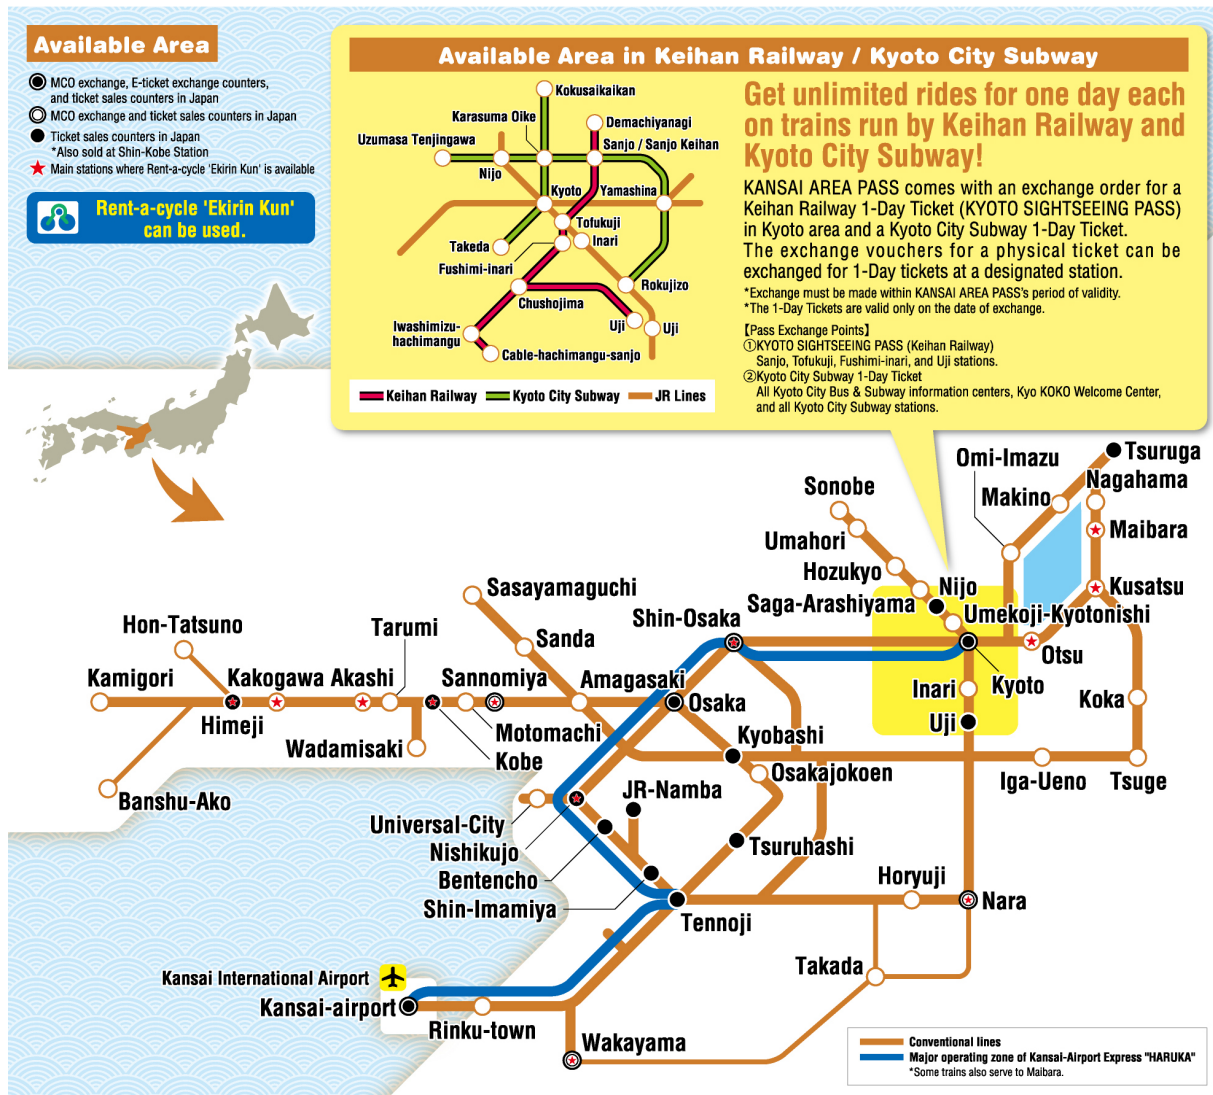 Available Area
MCO exchange, E-ticket exchange counters,
and ticket sales counters in Japan
MCO exchange and ticket sales counters in Japan
Ticket sales counters in Japan
*Also sold at Shin-Kobe Station
Main stations where Rent-a-cycle 'Ekirin Kun' is available
Rent-a-cycle 'Ekirin Kun'
can be used.
Available Area in Keihan Railway / Kyoto City Subway
Kokusaikaikan
Karasuma Oike
Demachiyanagi
Uzumasa Tenjingawa
Sanjo / Sanjo Keihan
Nijo
Kyoto
Yamashina
Tofukuji
Inari
Takeda
Fushimi-inari
Rokujizo
Chushojima
Iwashimizu-
hachimangu
Uji
Uji
Cable-hachimangu-sanjo
Keihan Railway
Kyoto City Subway
JR Lines
Get unlimited rides for one day each
on trains run by Keihan Railway and
Kyoto City Subway!
KANSAI AREA PASS comes with an exchange order for a
Keihan Railway 1-Day Ticket (KYOTO SIGHTSEEING PASS)
in Kyoto area and a Kyoto City Subway 1-Day Ticket.
The exchange vouchers for a physical ticket can be
exchanged for 1-Day tickets at a designated station.
*Exchange must be made within KANSAI AREA PASS's period of validity.
*The 1-Day Tickets are valid only on the date of exchange.
【Pass Exchange Points】
①KYOTO SIGHTSEEING PASS (Keihan Railway)
Sanjo, Tofukuji, Fushimi-inari, and Uji stations.
②Kyoto City Subway 1-Day Ticket
All Kyoto City Bus & Subway information centers, Kyo KOKO Welcome Center,
and all Kyoto City Subway stations.
Tsuruga
Omi-Imazu
Nagahama
Makino
Sonobe
Maibara
Umahori
Hozukyo
Nijo
Kusatsu
Sasayamaguchi
Saga-Arashiyama
Umekoji-Kyotonishi
Shin-Osaka
Hon-Tatsuno
Tarumi
Sanda
Otsu
Kamigori
Kakogawa
Akashi
Sannomiya
Amagasaki
Osaka
Inari
Kyoto
Koka
Himeji
Motomachi
Uji
Wadamisaki
Kobe
Kyobashi
Osakajokoen
Iga-Ueno
Tsuge
Banshu-Ako
JR-Namba
Universal-City
Nishikujo
Tsuruhashi
Bentencho
Horyuji
Shin-Imamiya
Nara
Tennoji
Takada
Kansai International Airport
Kansai-airport
Rinku-town
Wakayama
Conventional lines
Major operating zone of Kansai-Airport Express "HARUKA"
*Some trains also serve to Maibara.